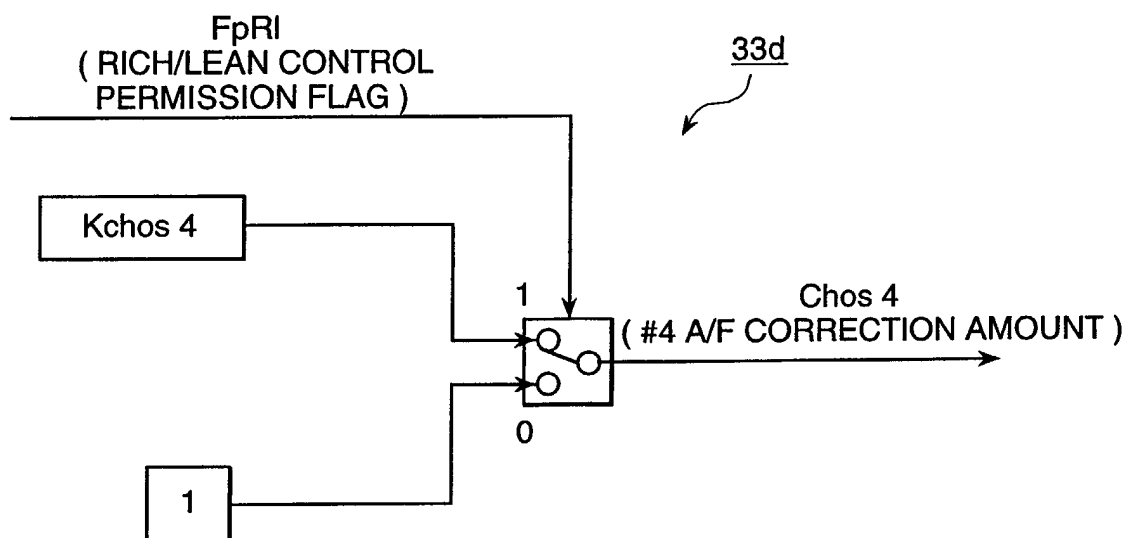 FpRl
( RICH/LEAN CONTROL
PERMISSION FLAG )
33d
Kchos 4
1
Chos 4
( #4 A/F CORRECTION AMOUNT )
0
1